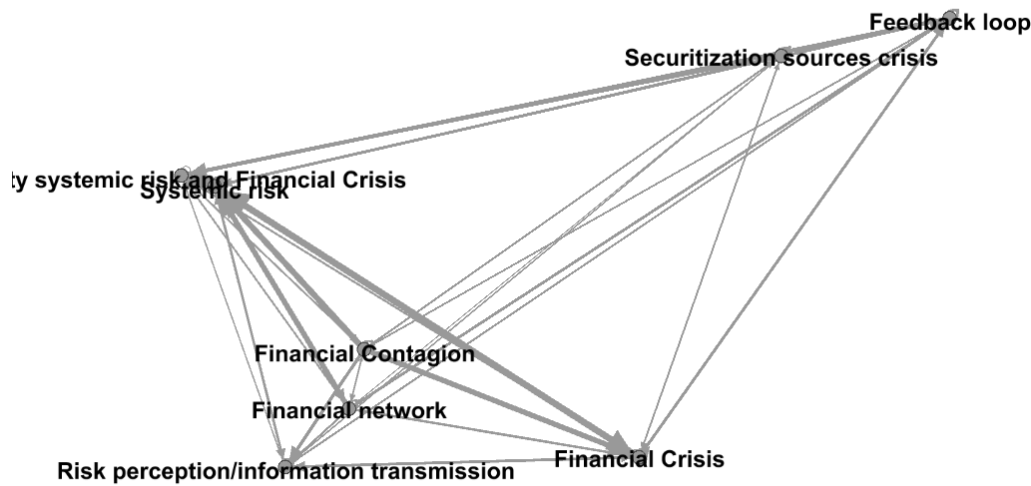 Feedback loop
Securitization sources crisis
ty systemic risk and Financial Crisis
Systemic risk
Financial Contagion
Financial network
Financial Crisis
Risk perception/information transmission